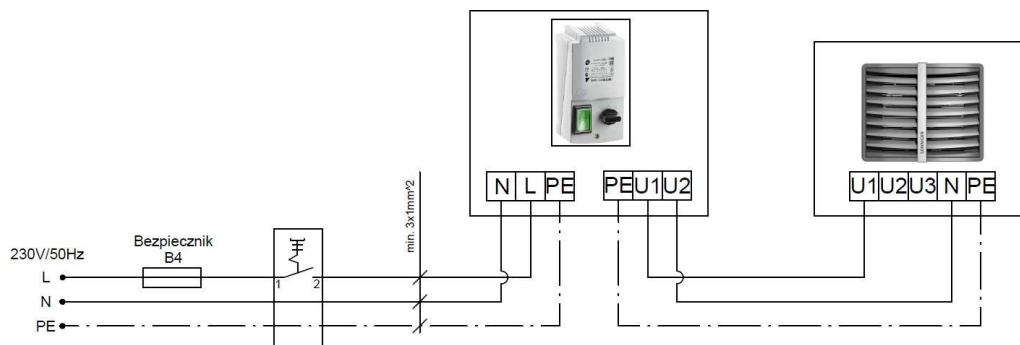 N L PE
PE U1 U2
U1 U2 U3 N PE
min. 3x1mm^2
Bezpiecznik
B4
230V/50Hz
L
1 2
N
PE